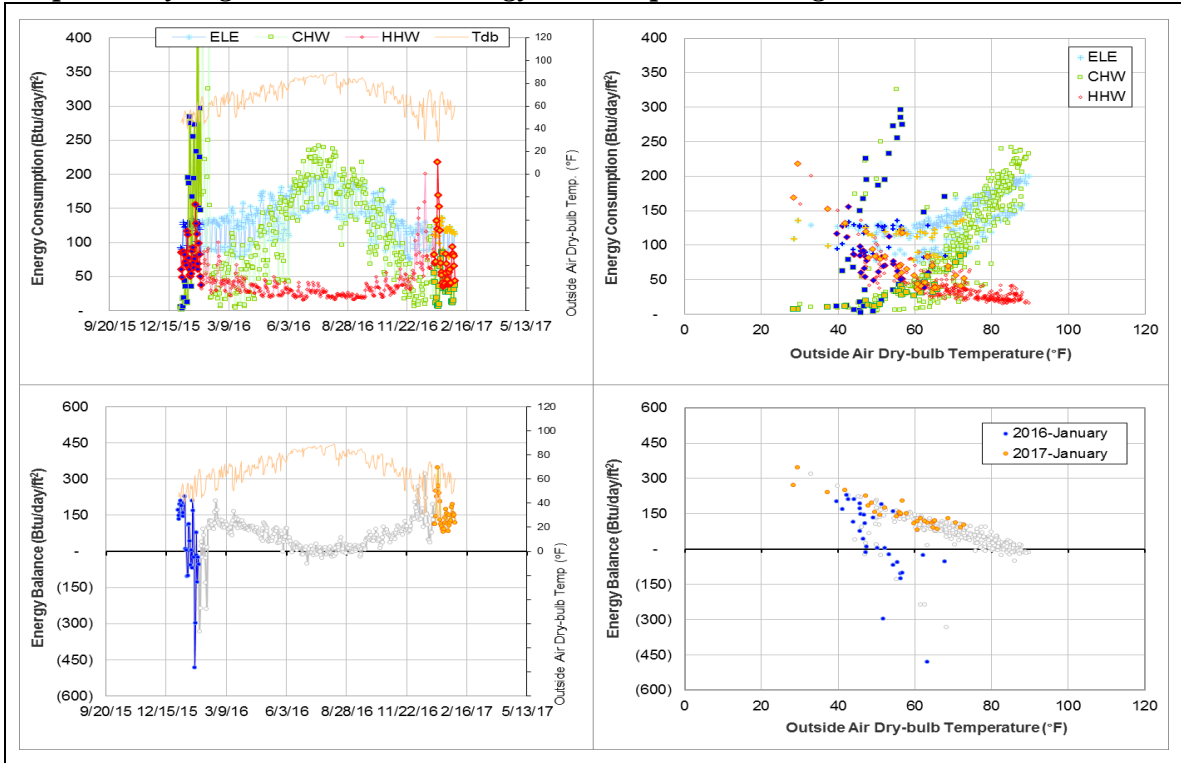 ELE CHW HHW Tdb
Energy Consumption (Btu/day/ft²)
400
350
300
250
200
150
100
50
-
120
100
80
60
40
20
0
Outside Air Dry-bulb Temp. (°F)
9/20/15 12/15/15 3/9/16 6/3/16 8/28/16 11/22/16 2/16/17 5/13/17
ELE
CHW
HHW
Energy Consumption (Btu/day/ft²)
400
350
300
250
200
150
100
50
-
0 20 40 60 80 100 120
Outside Air Dry-bulb Temperature (°F)
Energy Balance (Btu/day/ft²)
600
450
300
150
-
(150)
(300)
(450)
(600)
120
100
80
60
40
20
0
Outside Air Dry-bulb Temp (°F)
9/20/15 12/15/15 3/9/16 6/3/16 8/28/16 11/22/16 2/16/17 5/13/17
2016-January
2017-January
Energy Balance (Btu/day/ft²)
600
450
300
150
-
(150)
(300)
(450)
(600)
0 20 40 60 80 100 120
Outside Air Dry-bulb Temperature (°F)